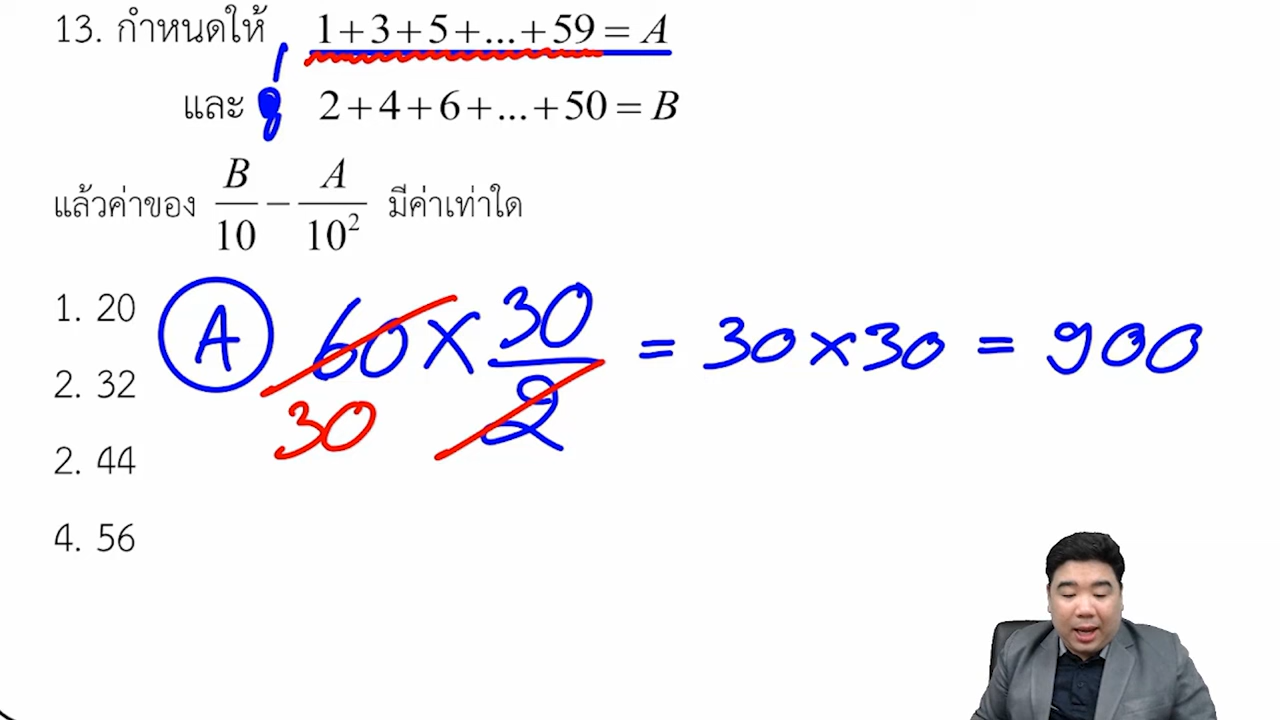 13. กำหนดให้ 1+3+5+...+59 = A
และ 2+4+6+...+50 = B
แล้วค่าของ B/10 − A/10² มีค่าเท่าใด
1. 20
2. 32
2. 44
4. 56
A 60 × 30/2 = 30×30 = 900
30